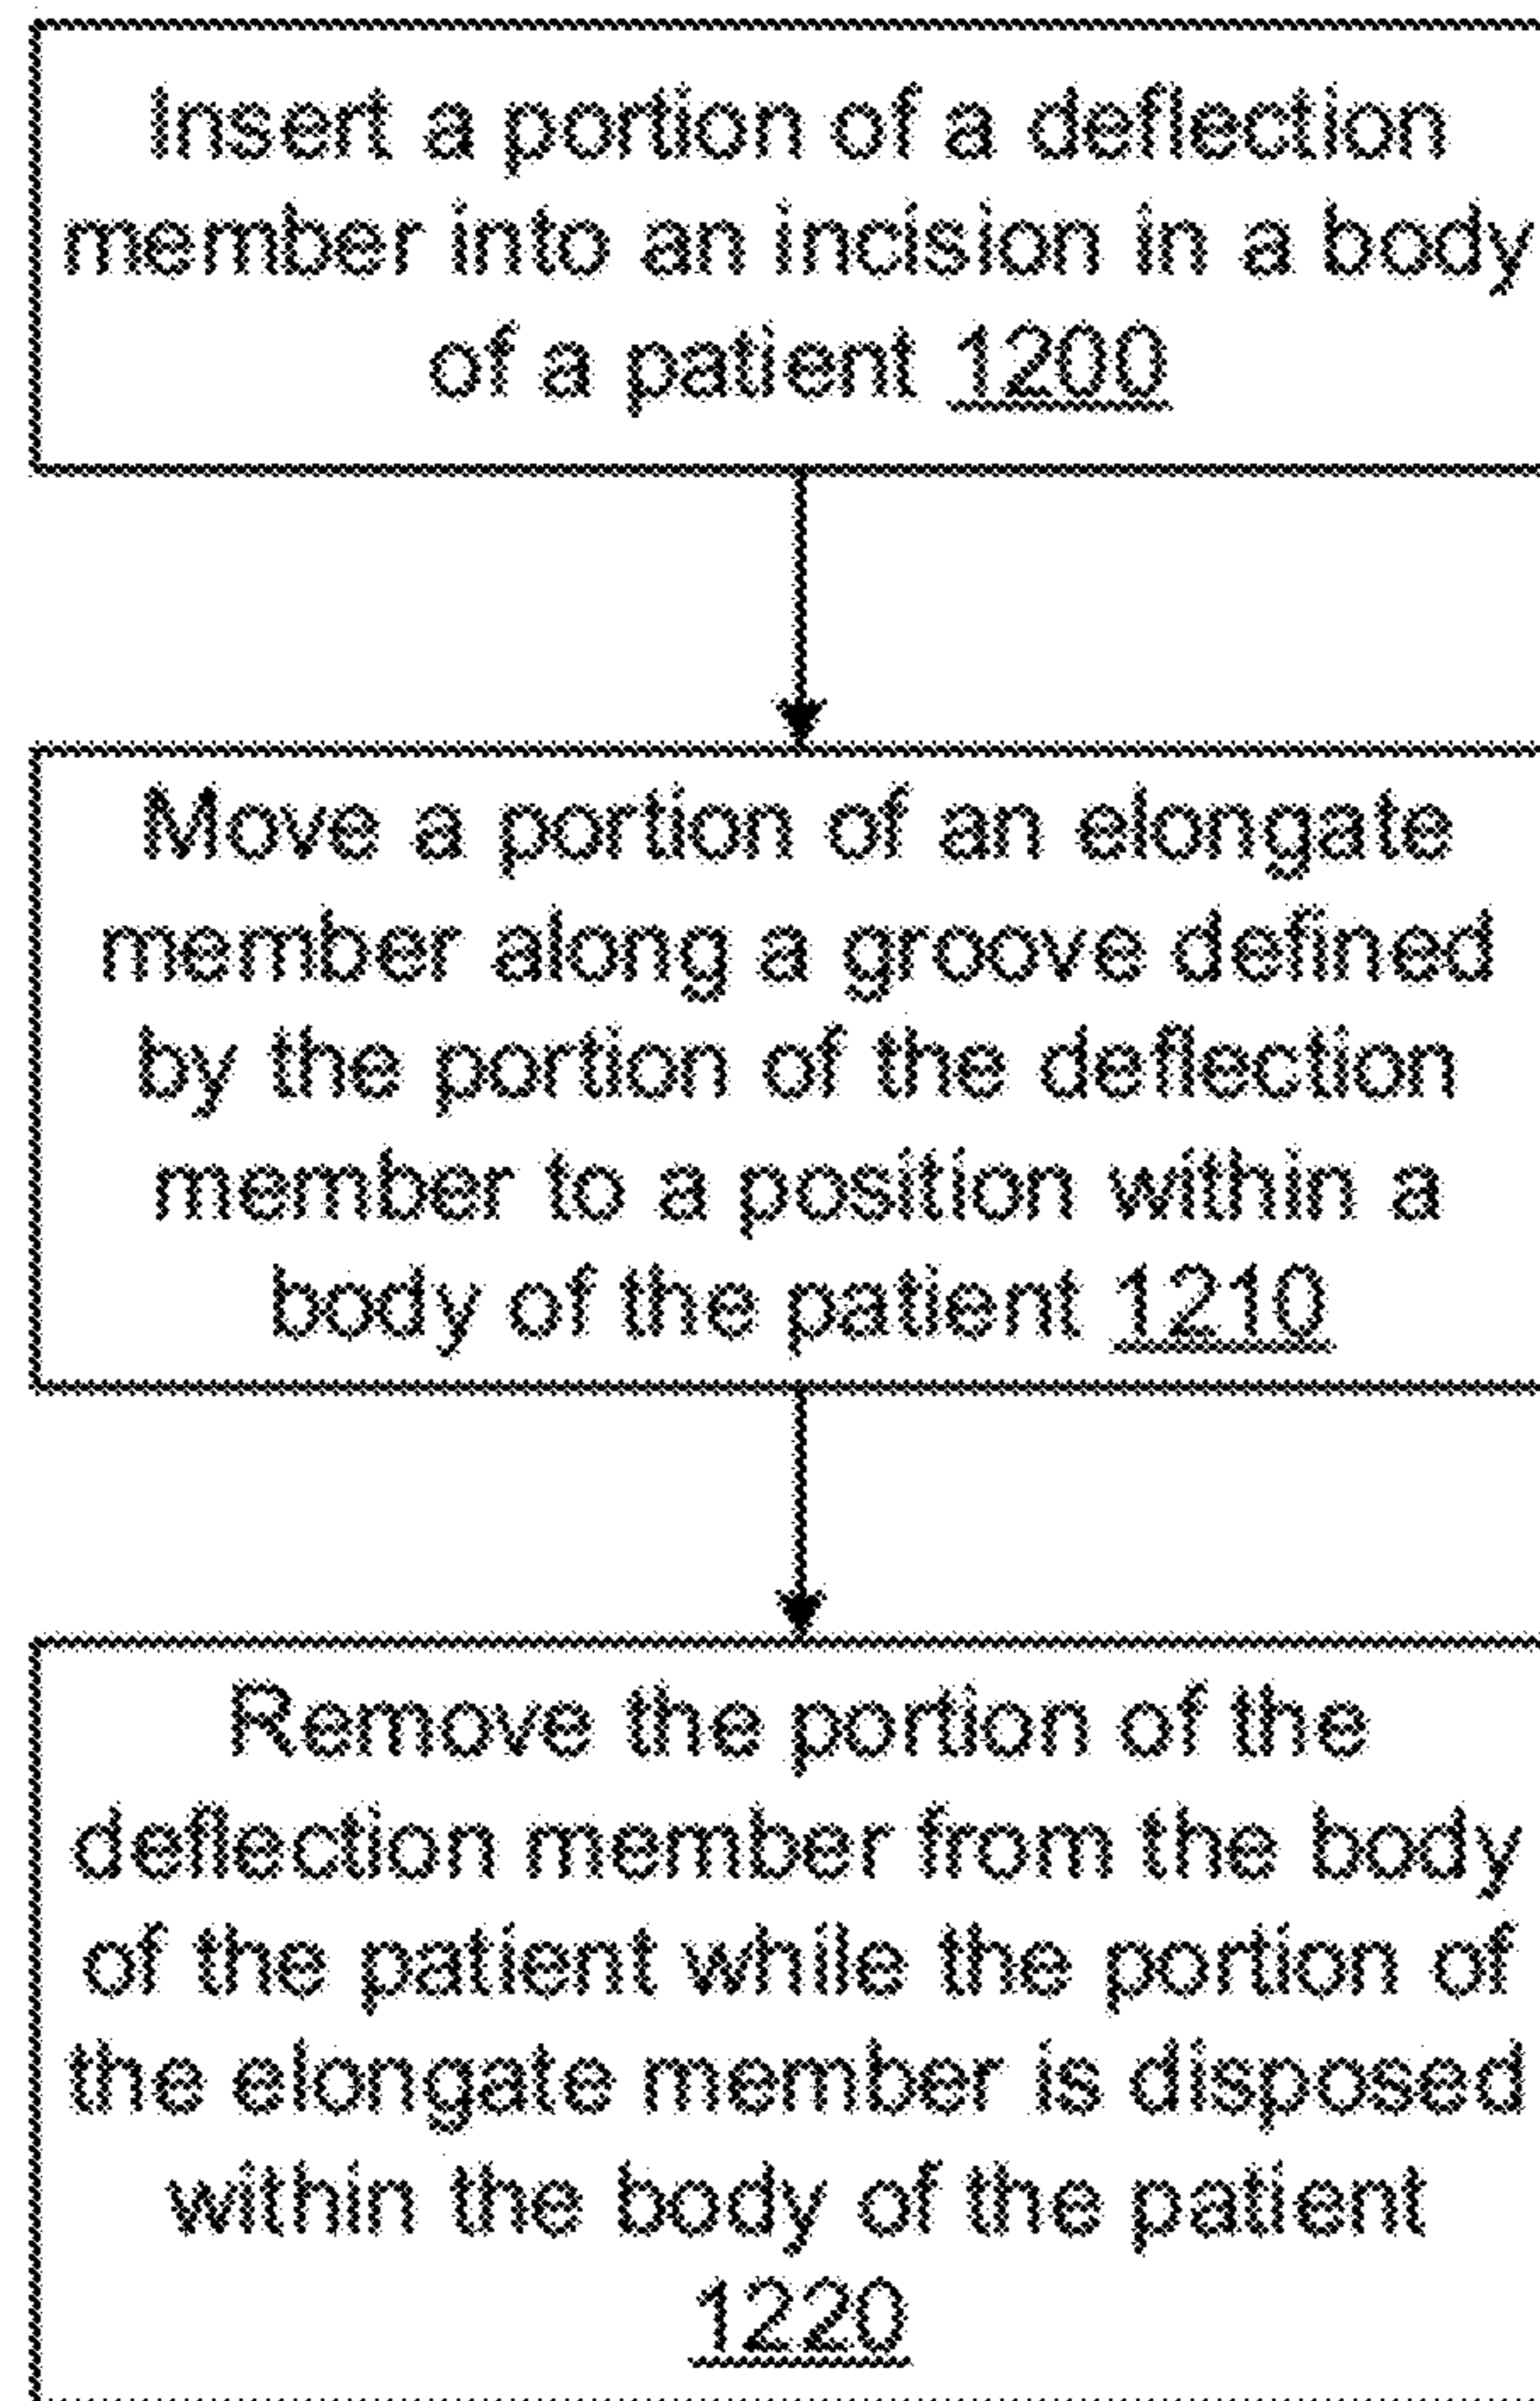 Insert a portion of a deflection
member into an incision in a body
of a patient 1200
Move a portion of an elongate
member along a groove defined
by the portion of the deflection
member to a position within a
body of the patient 1210
Remove the portion of the
deflection member from the body
of the patient while the portion of
the elongate member is disposed
within the body of the patient
1220